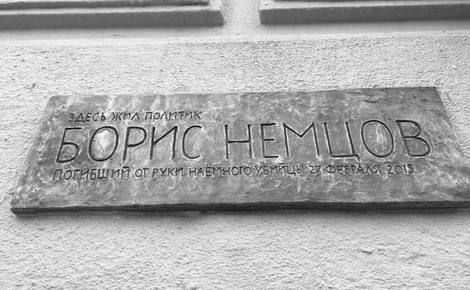 ЗДЕСЬ ЖИЛ ПОЛИТИК
БОРИС НЕМЦОВ
ПОГИБШИЙ ОТ РУКИ НАЁМНОГО УБИЙЦЫ 27 ФЕВРАЛЯ 2015